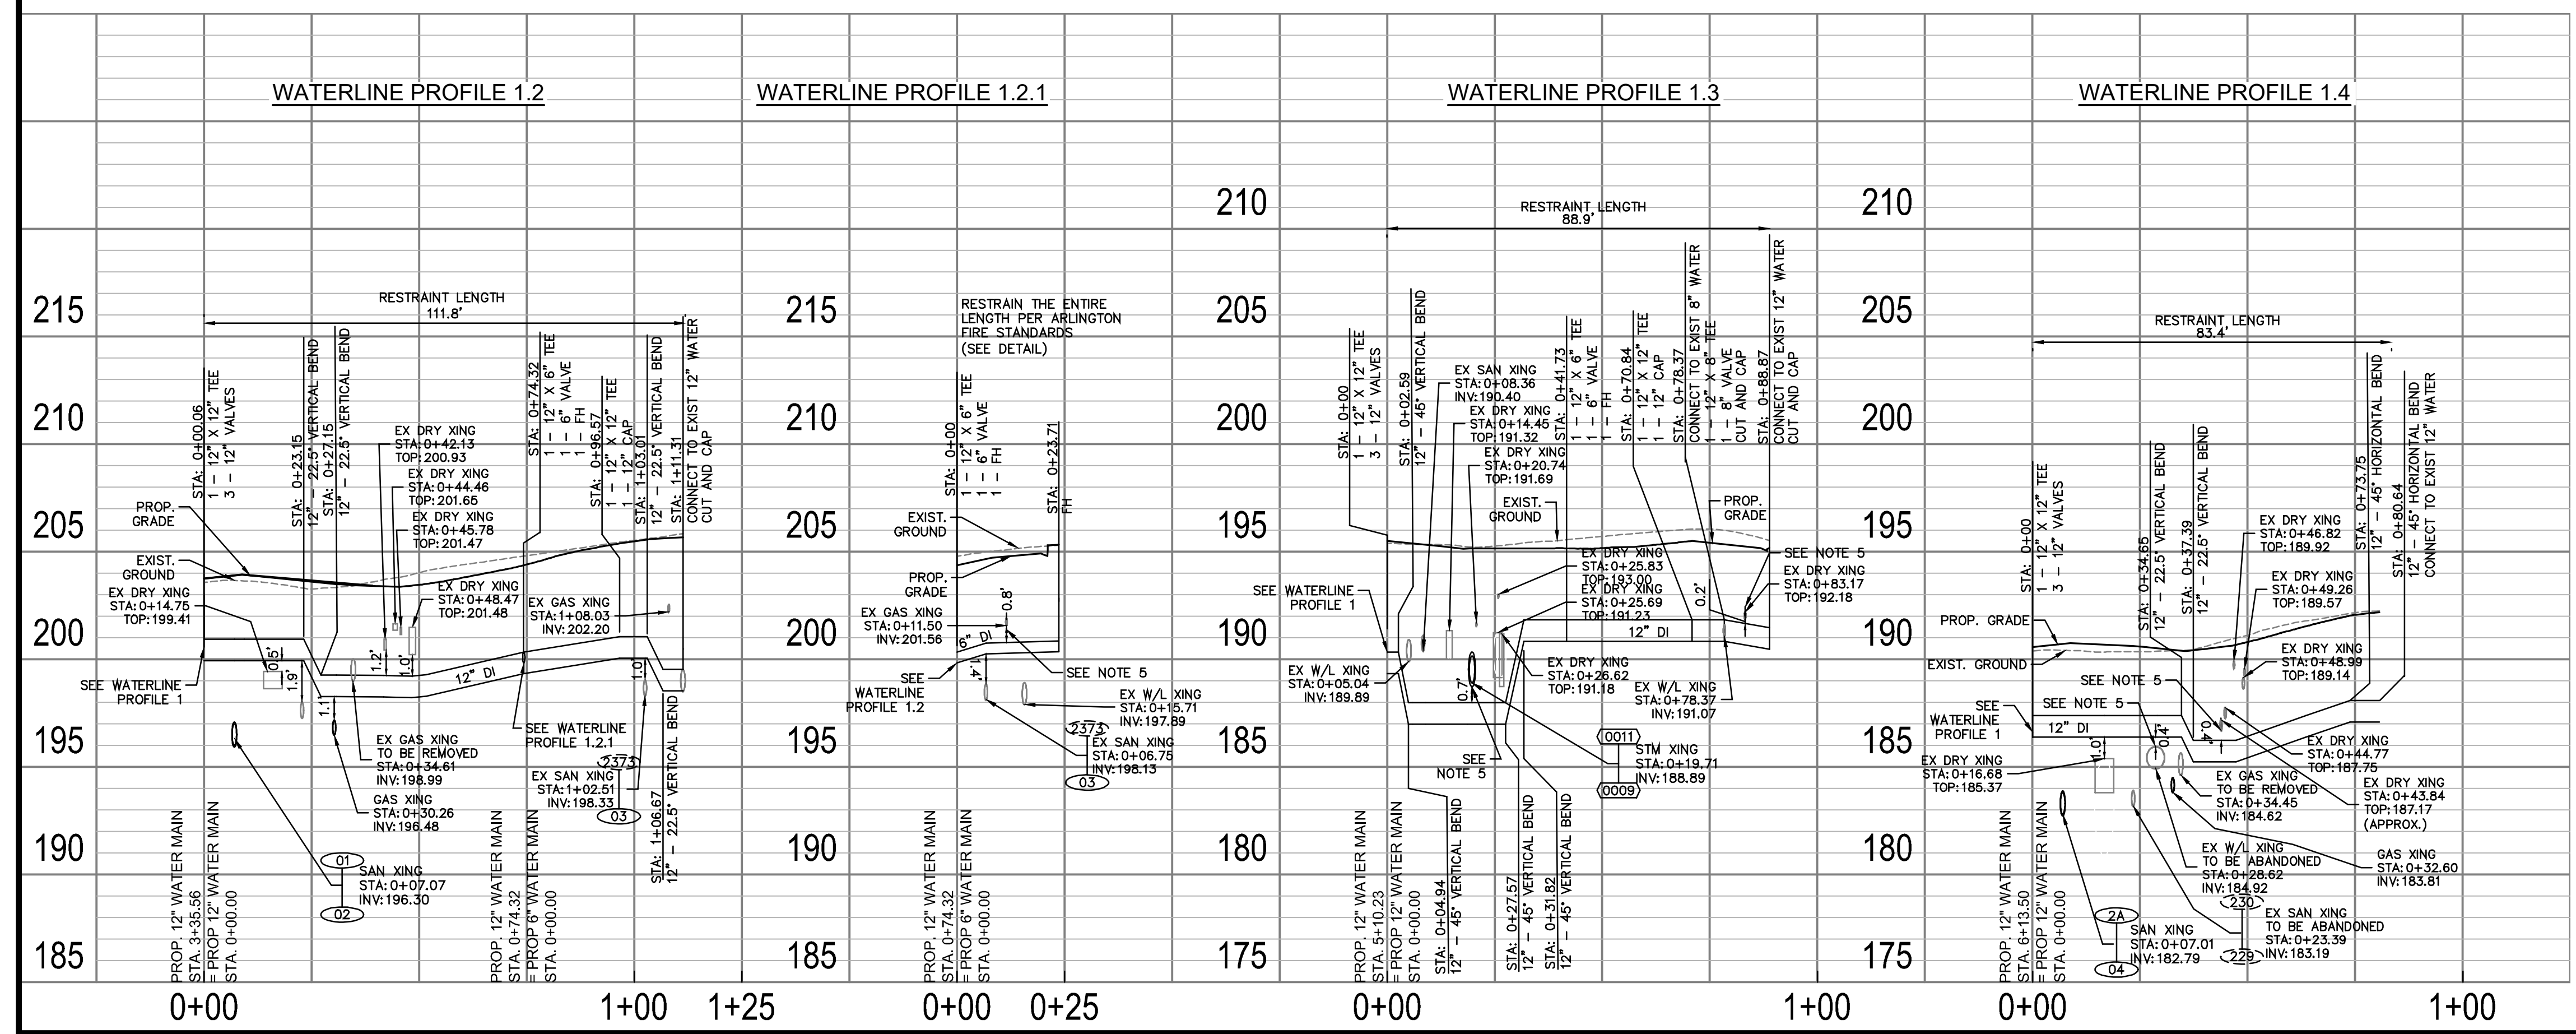 WATERLINE PROFILE 1.2
RESTRAINT LENGTH
111.8'
STA: 0+00.06
1 – 12" X 12" TEE
3 – 12" VALVES
STA: 0+23.15
12" – 22.5° VERTICAL BEND
STA: 0+27.15
12" – 22.5° VERTICAL BEND
EX DRY XING
STA: 0+42.13
TOP: 200.93
EX DRY XING
STA: 0+44.46
TOP: 201.65
EX DRY XING
STA: 0+45.78
TOP: 201.47
EX DRY XING
STA: 0+48.47
TOP: 201.48
STA: 0+74.32
1 – 12" X 6" TEE
1 – 6" VALVE
1 – FH
STA: 0+96.57
1 – 12" X 12" TEE
1 – 12" CAP
STA: 1+03.01
12" – 22.5° VERTICAL BEND
STA: 1+11.31
CONNECT TO EXIST 12" WATER
CUT AND CAP
PROP.
GRADE
EXIST.
GROUND
EX DRY XING
STA: 0+14.75
TOP: 199.41
EX GAS XING
STA: 1+08.03
INV: 202.20
SEE WATERLINE
PROFILE 1
0.5'
1.9'
1.1'
1.2'
1.0'
1.0'
12" DI
EX GAS XING
TO BE REMOVED
STA: 0+34.61
INV: 198.99
GAS XING
STA: 0+30.26
INV: 196.48
01
SAN XING
STA: 0+07.07
INV: 196.30
02
SEE WATERLINE
PROFILE 1.2.1
2373
EX SAN XING
STA: 1+02.51
INV: 198.33
03
STA: 1+06.67
12" – 22.5° VERTICAL BEND
PROP. 12" WATER MAIN
STA. 3+35.56
= PROP 12" WATER MAIN
STA. 0+00.00
PROP. 12" WATER MAIN
STA. 0+74.32
= PROP 6" WATER MAIN
STA. 0+00.00
215
210
205
200
195
190
185
0+00
1+00
1+25
WATERLINE PROFILE 1.2.1
RESTRAIN THE ENTIRE
LENGTH PER ARLINGTON
FIRE STANDARDS
(SEE DETAIL)
STA: 0+00
1 – 12" X 6" TEE
1 – 6" VALVE
1 – FH
STA: 0+23.71
FH
EXIST.
GROUND
PROP.
GRADE
EX GAS XING
STA: 0+11.50
INV: 201.56
0.8'
6" DI
1.4'
SEE
WATERLINE
PROFILE 1.2
SEE NOTE 5
EX W/L XING
STA: 0+15.71
INV: 197.89
2373
EX SAN XING
STA: 0+06.75
INV: 198.13
03
PROP. 12" WATER MAIN
STA. 0+74.32
= PROP 6" WATER MAIN
STA. 0+00.00
215
210
205
200
195
190
185
0+00
0+25
WATERLINE PROFILE 1.3
RESTRAINT LENGTH
88.9'
STA: 0+00
1 – 12" X 12" TEE
3 – 12" VALVES
STA: 0+02.59
12" – 45° VERTICAL BEND
EX SAN XING
STA: 0+08.36
INV: 190.40
EX DRY XING
STA: 0+14.45
TOP: 191.32
EX DRY XING
STA: 0+20.74
TOP: 191.69
STA: 0+41.73
1 – 12" X 6" TEE
1 – 6" VALVE
1 – FH
STA: 0+70.84
1 – 12" X 12" TEE
1 – 12" CAP
STA: 0+78.37
CONNECT TO EXIST 8" WATER
1 – 12" X 8" TEE
1 – 8" VALVE
CUT AND CAP
STA: 0+88.87
CONNECT TO EXIST 12" WATER
CUT AND CAP
EXIST.
GROUND
PROP.
GRADE
EX DRY XING
STA: 0+25.83
TOP: 193.00
EX DRY XING
STA: 0+25.69
TOP: 191.23
0.2'
SEE NOTE 5
EX DRY XING
STA: 0+83.17
TOP: 192.18
SEE WATERLINE
PROFILE 1
12" DI
EX W/L XING
STA: 0+05.04
INV: 189.89
0.7'
EX DRY XING
STA: 0+26.62
TOP: 191.18
EX W/L XING
STA: 0+78.37
INV: 191.07
SEE
NOTE 5
0011
STM XING
STA: 0+19.71
INV: 188.89
0009
PROP. 12" WATER MAIN
STA. 5+10.23
= PROP 12" WATER MAIN
STA. 0+00.00
STA: 0+04.94
12" – 45° VERTICAL BEND
STA: 0+27.57
12" – 45° VERTICAL BEND
STA: 0+31.82
12" – 45° VERTICAL BEND
210
205
200
195
190
185
180
175
0+00
1+00
WATERLINE PROFILE 1.4
RESTRAINT LENGTH
83.4'
STA: 0+00
1 – 12" X 12" TEE
3 – 12" VALVES
STA: 0+34.65
12" – 22.5° VERTICAL BEND
STA: 0+37.39
12" – 22.5° VERTICAL BEND
EX DRY XING
STA: 0+46.82
TOP: 189.92
EX DRY XING
STA: 0+49.26
TOP: 189.57
EX DRY XING
STA: 0+48.99
TOP: 189.14
STA: 0+73.75
12" – 45° HORIZONTAL BEND
STA: 0+80.64
12" – 45° HORIZONTAL BEND
CONNECT TO EXIST 12" WATER
PROP. GRADE
EXIST. GROUND
SEE NOTE 5
SEE NOTE 5
SEE
WATERLINE
PROFILE 1
12" DI
1.0'
0.4'
0.4'
EX DRY XING
STA: 0+16.68
TOP: 185.37
EX DRY XING
STA: 0+44.77
TOP: 187.75
EX DRY XING
STA: 0+43.84
TOP: 187.17
(APPROX.)
EX GAS XING
TO BE REMOVED
STA: 0+34.45
INV: 184.62
EX W/L XING
TO BE ABANDONED
STA: 0+28.62
INV: 184.92
GAS XING
STA: 0+32.60
INV: 183.81
230
EX SAN XING
TO BE ABANDONED
STA: 0+23.39
INV: 183.19
229
2A
SAN XING
STA: 0+07.01
INV: 182.79
04
PROP. 12" WATER MAIN
STA. 6+13.50
= PROP 12" WATER MAIN
STA. 0+00.00
210
205
200
195
190
185
180
175
0+00
1+00